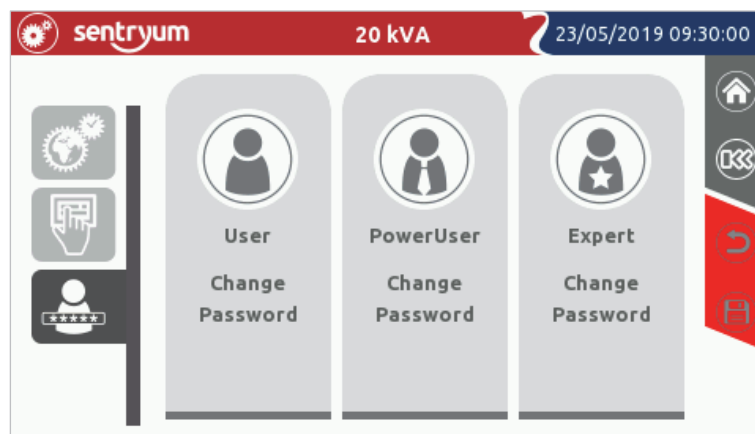 sentryum
20 kVA
23/05/2019 09:30:00
User
PowerUser
Expert
Change
Password
Change
Password
Change
Password
*****